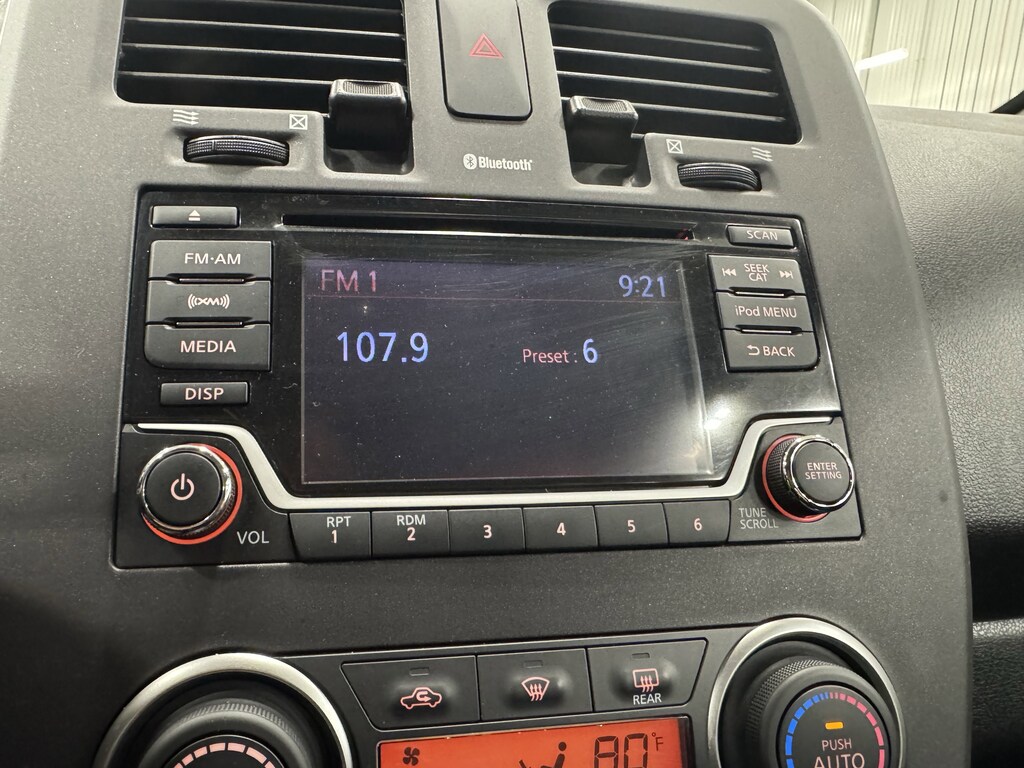 Bluetooth
SCAN
FM·AM
SEEK
CAT
FM 1
9:21
XM
iPod MENU
107.9
Preset : 6
MEDIA
BACK
DISP
ENTER
SETTING
VOL
RPT
1
RDM
2
3
4
5
6
TUNE
SCROLL
REAR
80°F
PUSH
AUTO